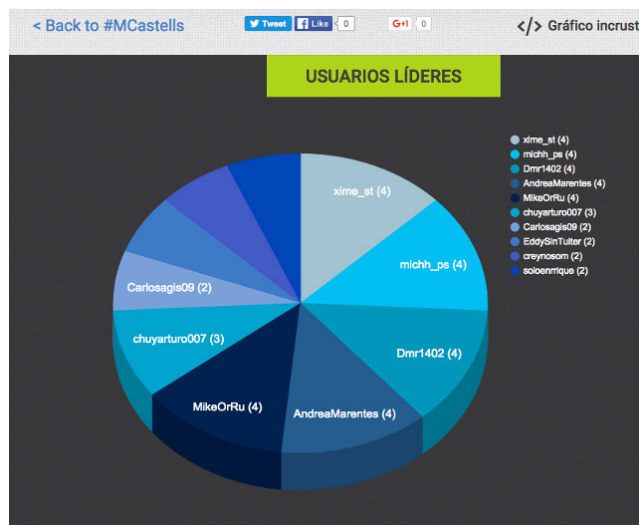 < Back to #MCastells
Tweet
Like
0
G+1
0
</> Gráfico incrust
USUARIOS LÍDERES
xime_st (4)
michh_ps (4)
Dmr1402 (4)
AndreaMarentes (4)
MikeOrRu (4)
chuyarturo007 (3)
Carlosagis09 (2)
EddySinTuiter (2)
creynosom (2)
soloenrrique (2)
xime_st (4)
michh_ps (4)
Dmr1402 (4)
AndreaMarentes (4)
MikeOrRu (4)
chuyarturo007 (3)
Carlosagis09 (2)